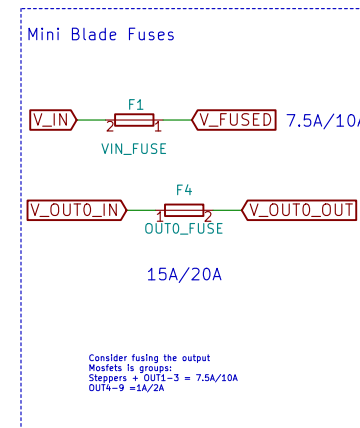 Mini Blade Fuses
F1
V_IN 2 1 V_FUSED 7.5A/10A
VIN_FUSE
F4
V_OUT0_IN 1 2 V_OUT0_OUT
OUT0_FUSE
15A/20A
Consider fusing the output
Mosfets is groups:
Steppers + OUT1-3 = 7.5A/10A
OUT4-9 =1A/2A